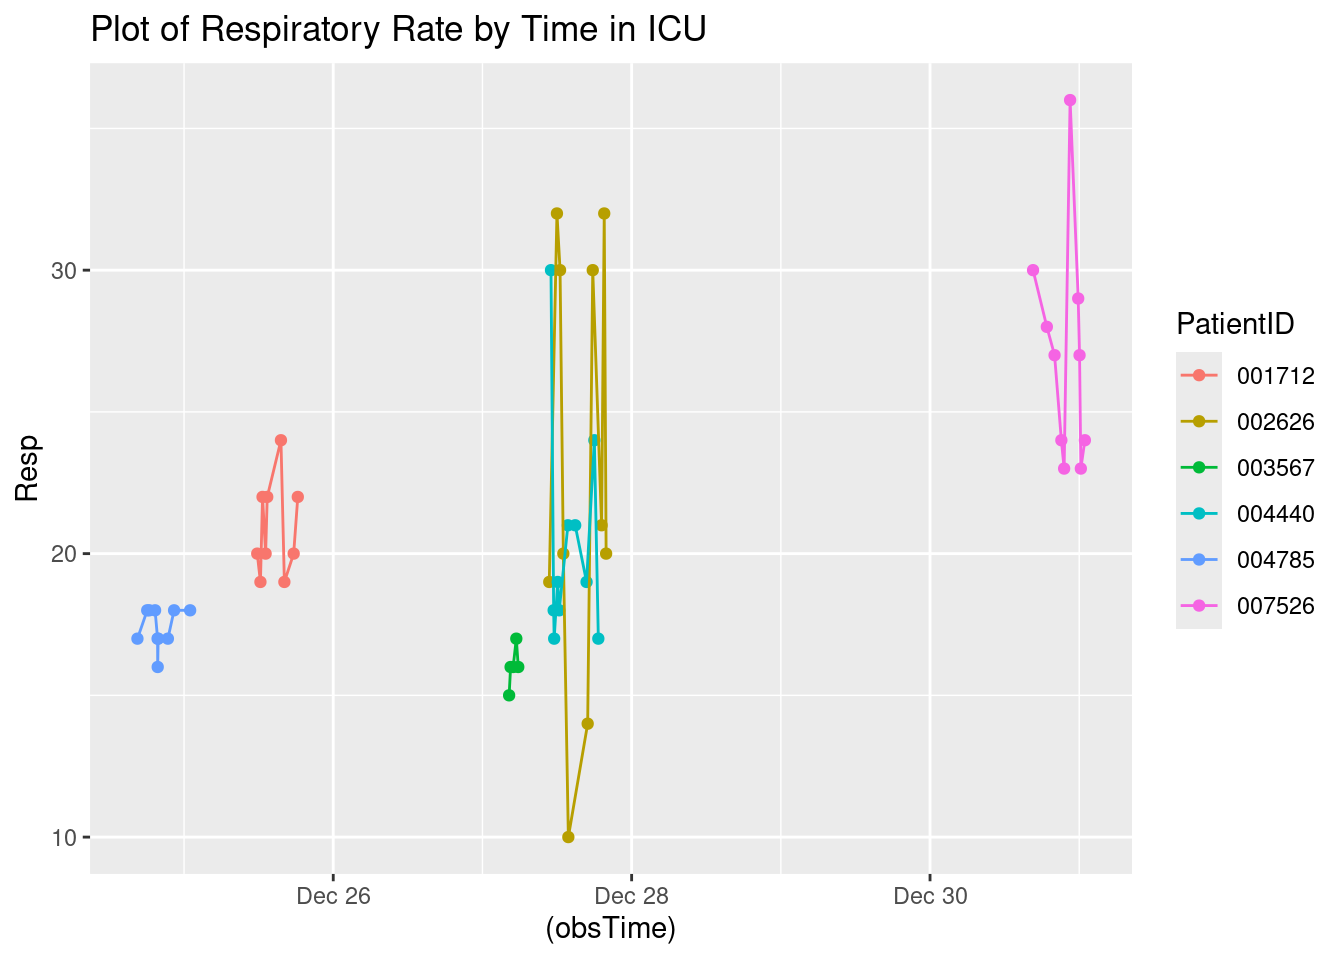 Plot of Respiratory Rate by Time in ICU
Resp
30
20
10
Dec 26
Dec 28
Dec 30
(obsTime)
PatientID
001712
002626
003567
004440
004785
007526